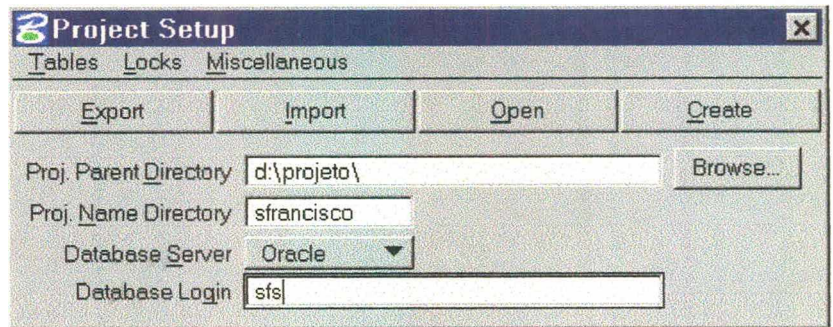 Project Setup
Tables Locks Miscellaneous
Export Import Open Create
Proj. Parent Directory d:\projeto\ Browse...
Proj. Name Directory sfrancisco
Database Server Oracle
Database Login sfs